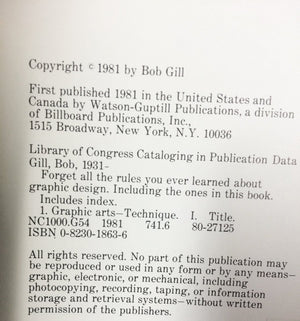 Copyright © 1981 by Bob Gill
First published 1981 in the United States and
Canada by Watson-Guptill Publications, a division
of Billboard Publications, Inc.,
1515 Broadway, New York, N.Y. 10036
Library of Congress Cataloging in Publication Data
Gill, Bob, 1931-
Forget all the rules you ever learned about
graphic design. Including the ones in this book.
Includes index.
1. Graphic arts—Technique. I. Title.
NC1000.G54 1981 741.6 80-27125
ISBN 0-8230-1863-6
All rights reserved. No part of this publication may
be reproduced or used in any form or by any means—
graphic, electronic, or mechanical, including
photocopying, recording, taping, or information
storage and retrieval systems—without written
permission of the publishers.